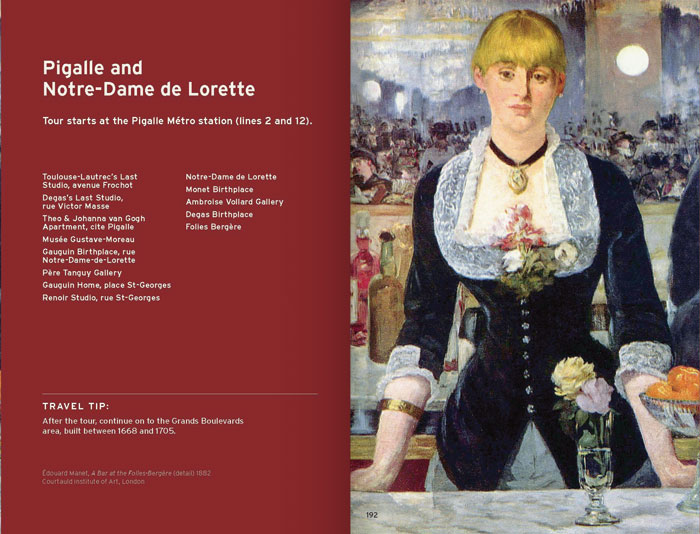 Pigalle and
Notre-Dame de Lorette
Tour starts at the Pigalle Métro station (lines 2 and 12).
Toulouse-Lautrec's Last
Studio, avenue Frochot
Degas's Last Studio,
rue Victor Masse
Theo & Johanna van Gogh
Apartment, cite Pigalle
Musée Gustave-Moreau
Gauguin Birthplace, rue
Notre-Dame-de-Lorette
Père Tanguy Gallery
Gauguin Home, place St-Georges
Renoir Studio, rue St-Georges
Notre-Dame de Lorette
Monet Birthplace
Ambroise Vollard Gallery
Degas Birthplace
Folies Bergère
TRAVEL TIP:
After the tour, continue on to the Grands Boulevards
area, built between 1668 and 1705.
Édouard Manet, A Bar at the Folies-Bergère (detail) 1882
Courtauld Institute of Art, London
192